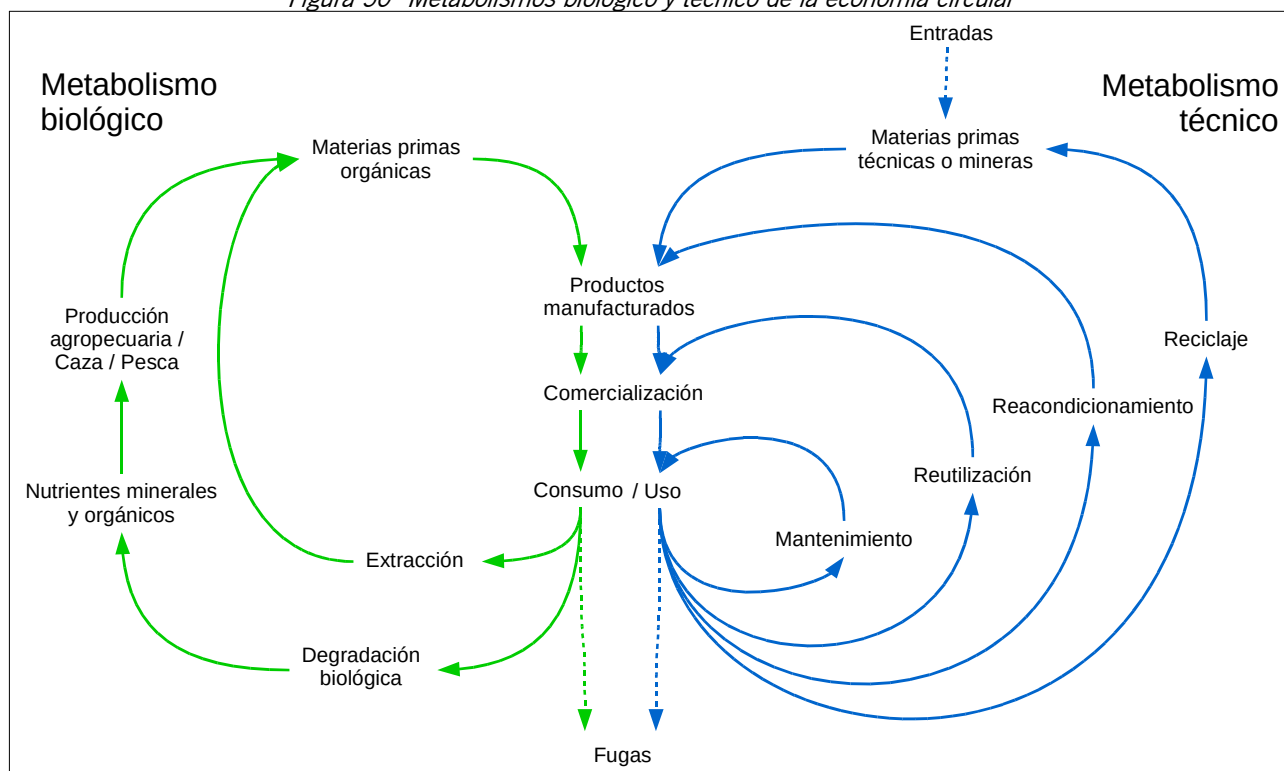 Figura 50 Metabolismos biológico y técnico de la economía circular
Entradas
Metabolismo
biológico
Metabolismo
técnico
Materias primas
orgánicas
Materias primas
técnicas o mineras
Productos
manufacturados
Producción
agropecuaria /
Caza / Pesca
Reciclaje
Comercialización
Reacondicionamiento
Nutrientes minerales
y orgánicos
Consumo / Uso
Reutilización
Mantenimiento
Extracción
Degradación
biológica
Fugas